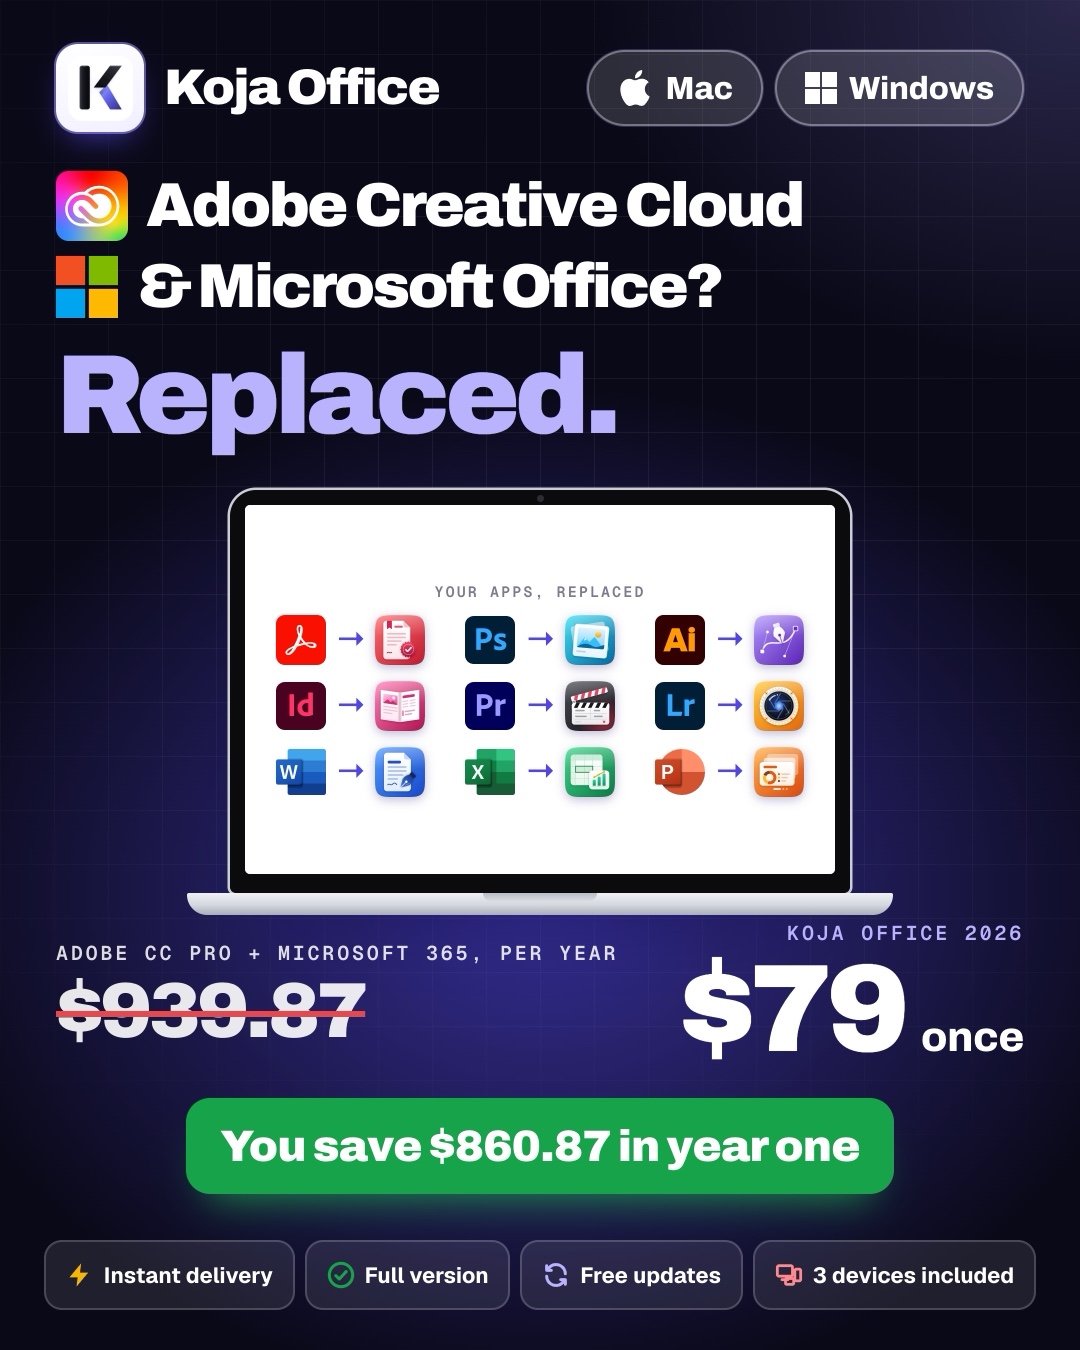 K Koja Office
Mac
Windows
Adobe Creative Cloud
& Microsoft Office?
Replaced.
YOUR APPS, REPLACED
Ps
Ai
Id
Pr
Lr
W
X
P
ADOBE CC PRO + MICROSOFT 365, PER YEAR
$939.87
KOJA OFFICE 2026
$79 once
You save $860.87 in year one
Instant delivery
Full version
Free updates
3 devices included